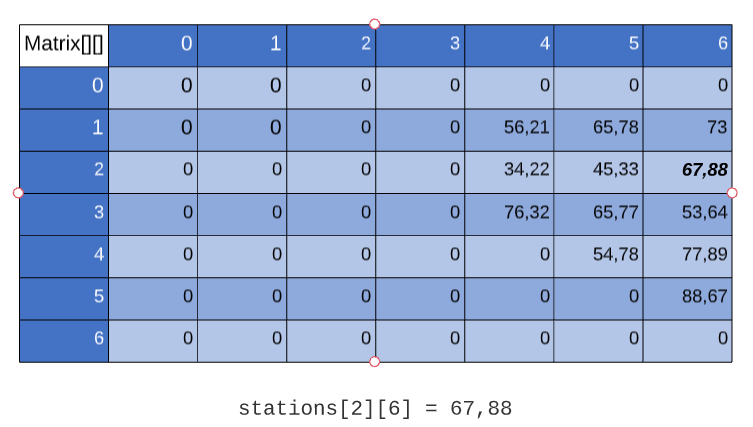 Matrix[][] 0 1 2 3 4 5 6
0 0 0 0 0 0 0 0
1 0 0 0 0 56,21 65,78 73
2 0 0 0 0 34,22 45,33 67,88
3 0 0 0 0 76,32 65,77 53,64
4 0 0 0 0 0 54,78 77,89
5 0 0 0 0 0 0 88,67
6 0 0 0 0 0 0 0
stations[2][6] = 67,88